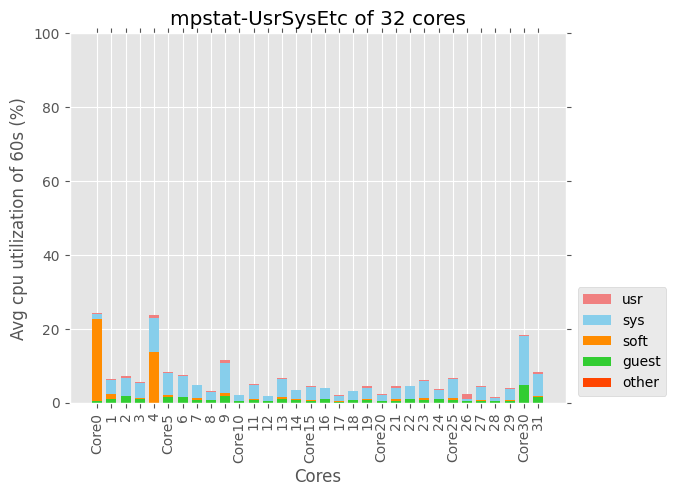 mpstat-UsrSysEtc of 32 cores
Avg cpu utilization of 60s (%)
100
80
60
40
20
0
Core0
1
2
3
4
Core5
6
7
8
9
Core10
11
12
13
14
Core15
16
17
18
19
Core20
21
22
23
24
Core25
26
27
28
29
Core30
31
Cores
usr
sys
soft
guest
other